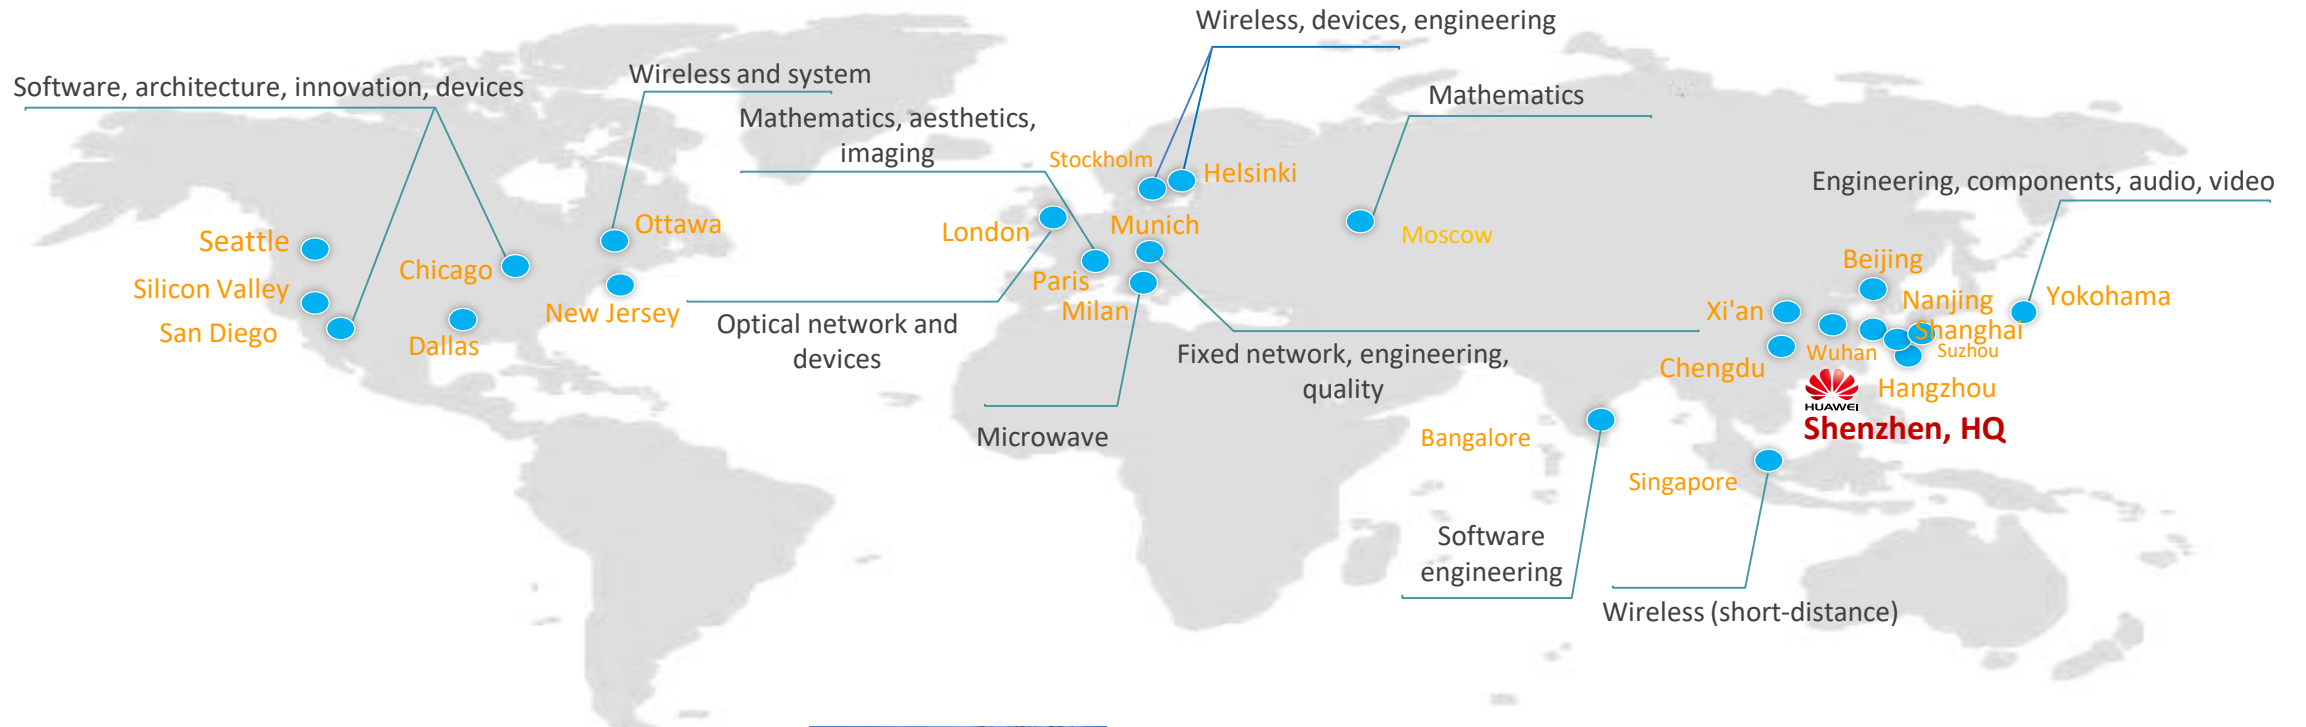 Wireless, devices, engineering
Software, architecture, innovation, devices
Wireless and system
Mathematics, aesthetics,
imaging
Mathematics
Stockholm
Helsinki
Engineering, components, audio, video
Seattle
Silicon Valley
San Diego
Chicago
Dallas
Ottawa
New Jersey
London
Munich
Paris
Milan
Moscow
Optical network and
devices
Fixed network, engineering,
quality
Microwave
Beijing
Nanjing
Yokohama
Xi'an
Shanghai
Suzhou
Wuhan
Chengdu
Hangzhou
HUAWEI
Shenzhen, HQ
Bangalore
Singapore
Software
engineering
Wireless (short-distance)